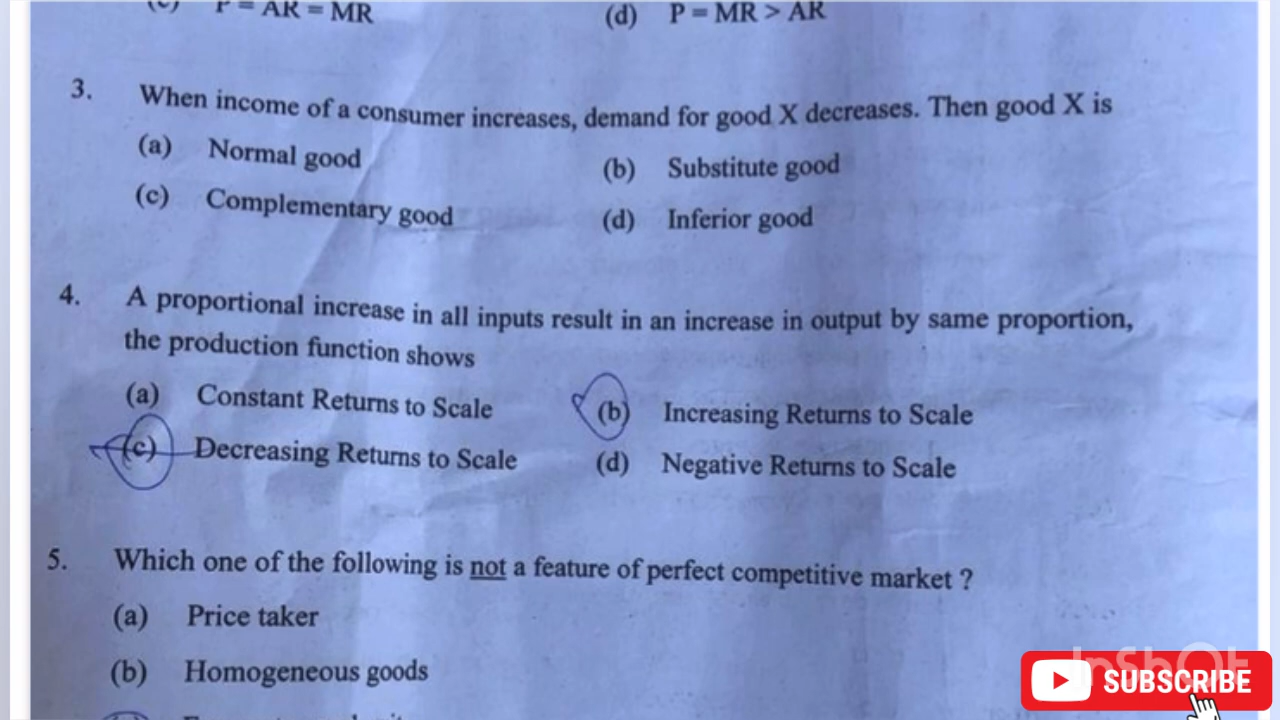 (c) P = AR = MR (d) P = MR > AR
3. When income of a consumer increases, demand for good X decreases. Then good X is
(a) Normal good (b) Substitute good
(c) Complementary good (d) Inferior good
4. A proportional increase in all inputs result in an increase in output by same proportion,
the production function shows
(a) Constant Returns to Scale (b) Increasing Returns to Scale
(c) Decreasing Returns to Scale (d) Negative Returns to Scale
5. Which one of the following is not a feature of perfect competitive market ?
(a) Price taker
(b) Homogeneous goods
InShOt
SUBSCRIBE